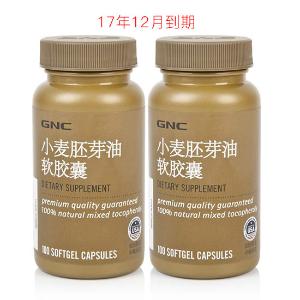 17年12月到期
GNC
小麦胚芽油
软胶囊
DIETARY SUPPLEMENT
premium quality guaranteed
100% natural mixed tocopherols
100 SOFTGEL CAPSULES
GNC
小麦胚芽油
软胶囊
DIETARY SUPPLEMENT
premium quality guaranteed
100% natural mixed tocopherols
USA
100 SOFTGEL CAPSULES